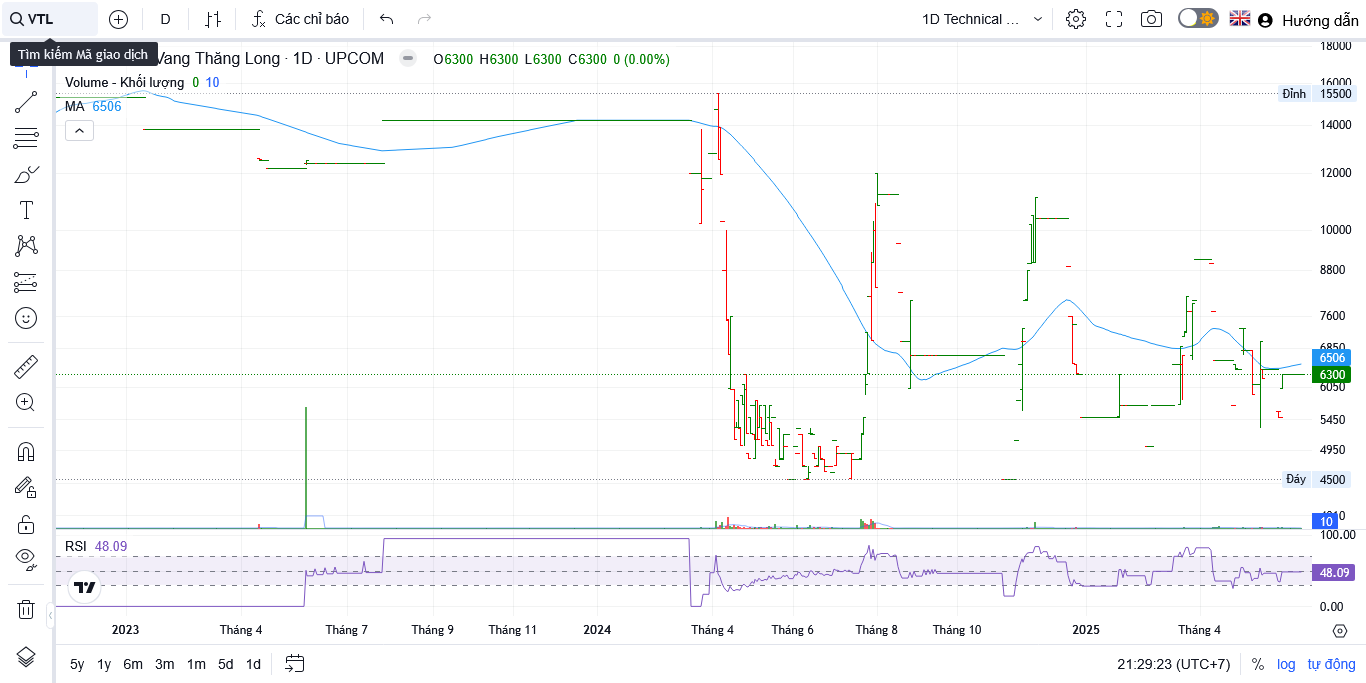 VTL
D
Các chỉ báo
1D Technical ...
Hướng dẫn
Tìm kiếm Mã giao dịch
Vang Thăng Long · 1D · UPCOM
O6300 H6300 L6300 C6300 0 (0.00%)
Volume - Khối lượng 0 10
MA 6506
18000
16000
Đỉnh 15500
14000
12000
10000
8800
7600
6850
6506
6300
6050
5450
4950
Đáy 4500
10
100.00
RSI 48.09
48.09
0.00
2023 Tháng 4 Tháng 7 Tháng 9 Tháng 11 2024 Tháng 4 Tháng 6 Tháng 8 Tháng 10 2025 Tháng 4
5y 1y 6m 3m 1m 5d 1d
21:29:23 (UTC+7) % log tự động